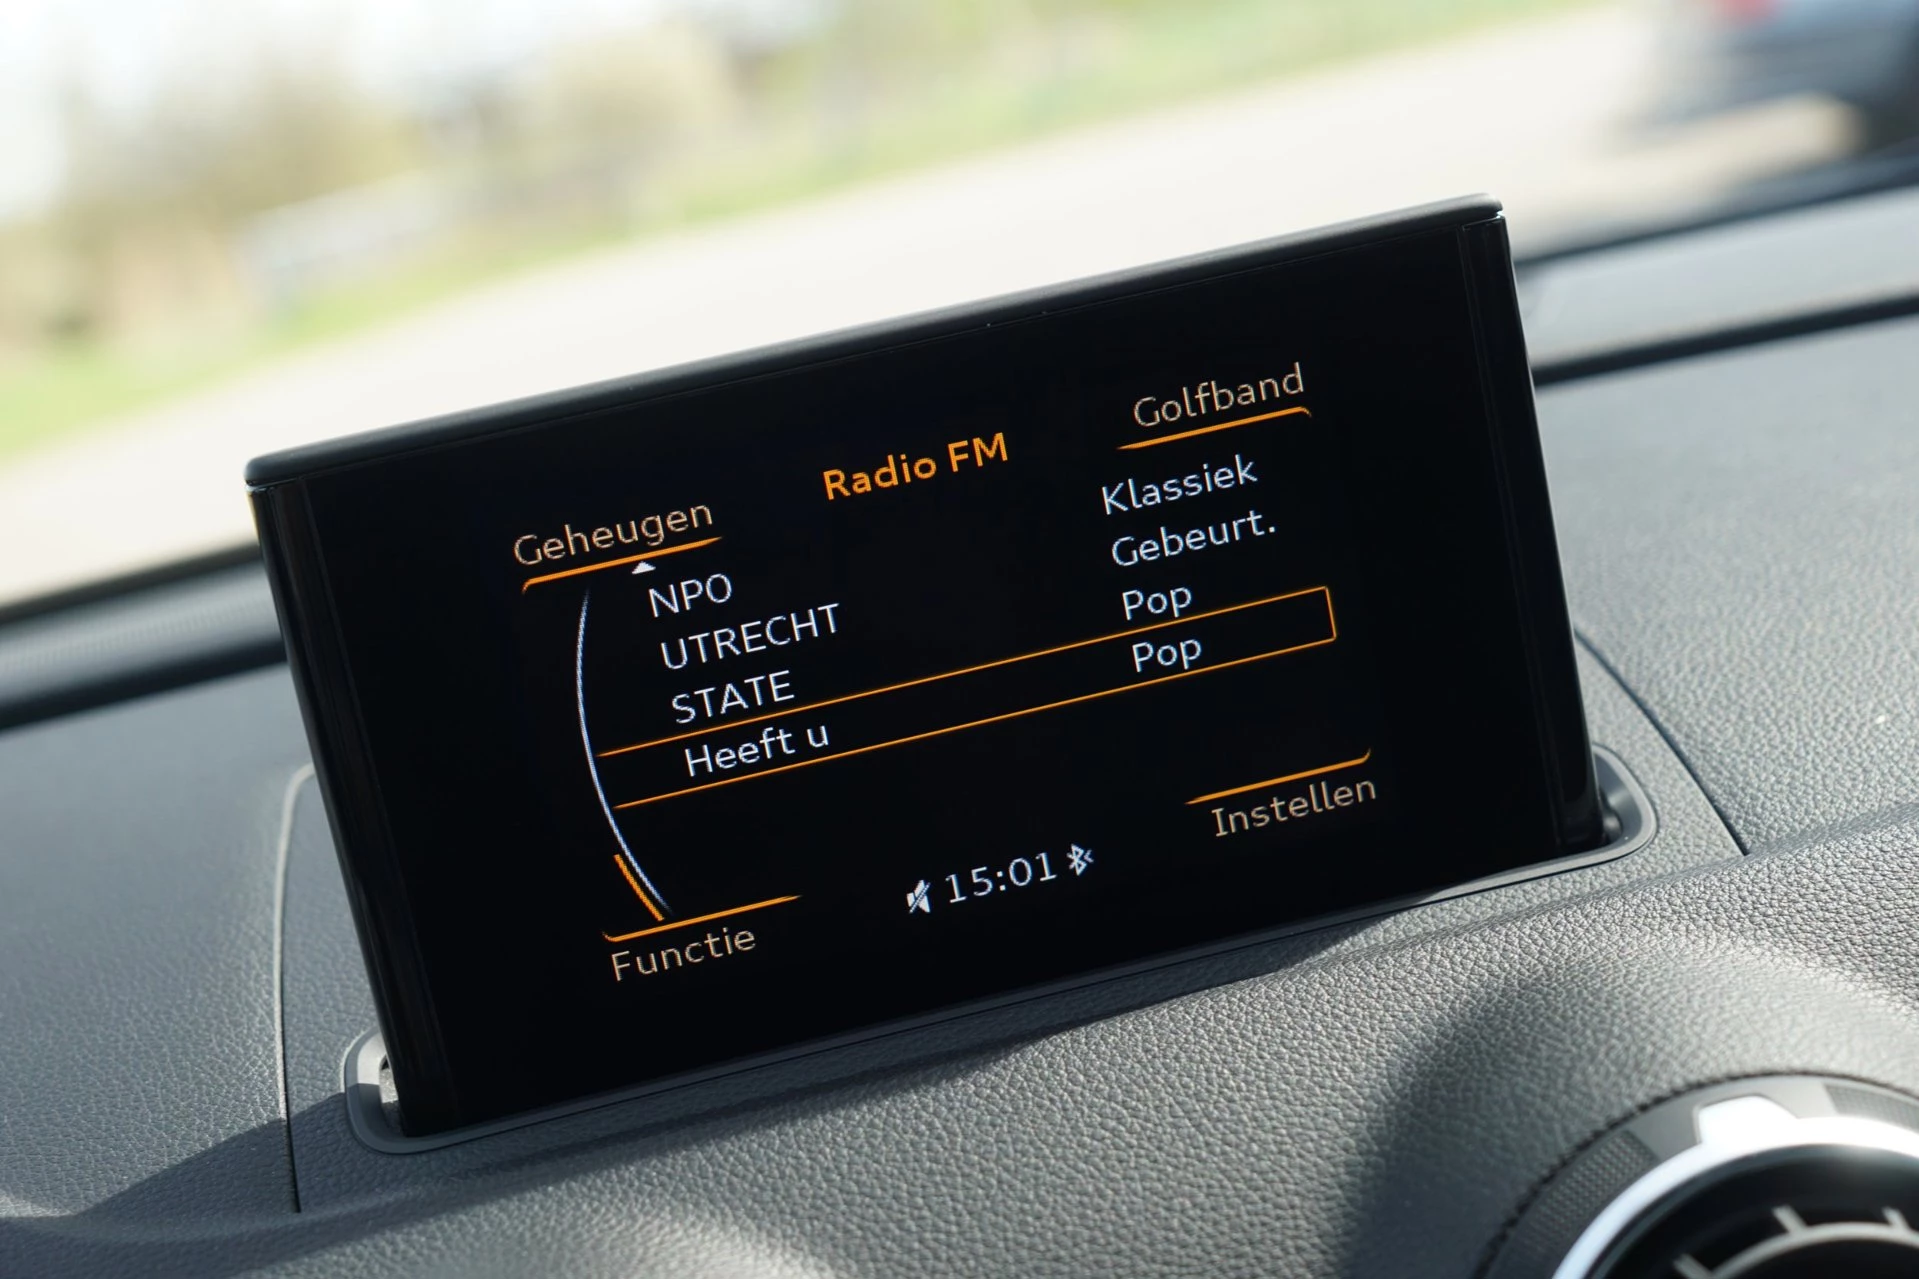 Radio FM
Geheugen
Golfband
NPO Klassiek
UTRECHT Gebeurt.
STATE Pop
Heeft u Pop
Functie
15:01
Instellen